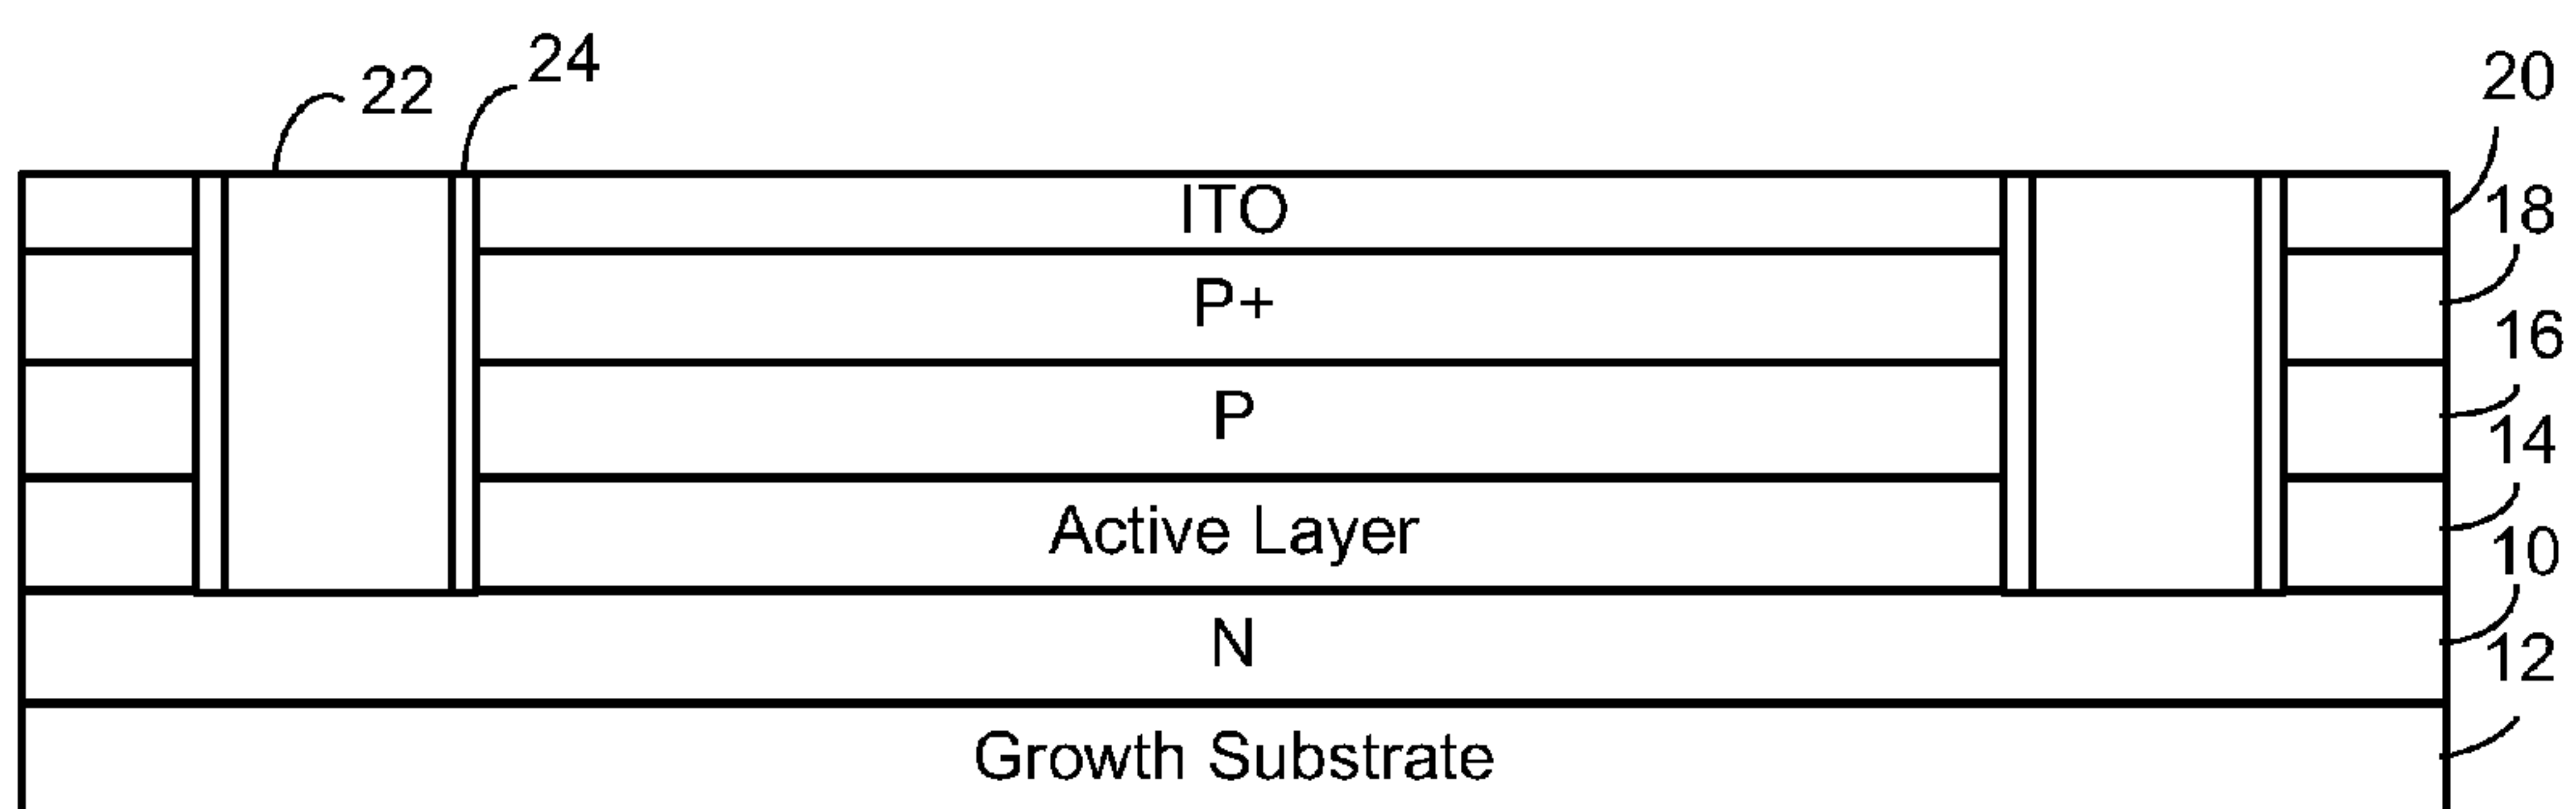 24
22
20
ITO
18
P+
16
P
14
Active Layer
10
N
12
Growth Substrate